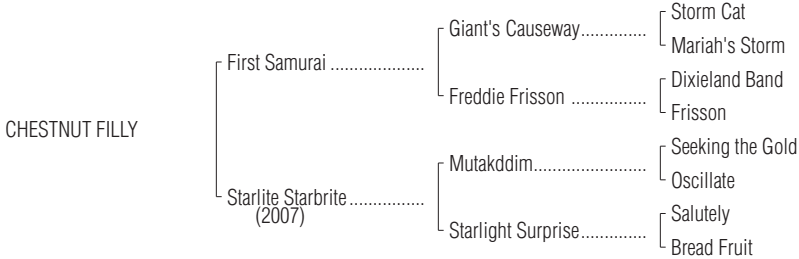 Storm Cat
Giant's Causeway..............
Mariah's Storm
First Samurai ....................
Dixieland Band
Freddie Frisson ................
Frisson
CHESTNUT FILLY
Seeking the Gold
Mutakddim.......................
Oscillate
Starlite Starbrite................
(2007)
Salutely
Starlight Surprise..............
Bread Fruit